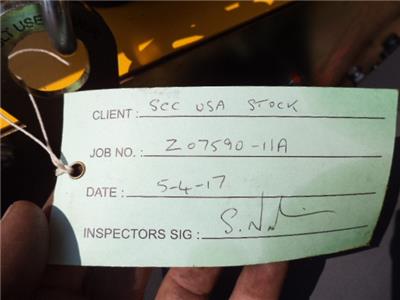 CLIENT: SCC USA STOCK
JOB NO.: Z07590-11A
DATE: 5-4-17
INSPECTORS SIG: